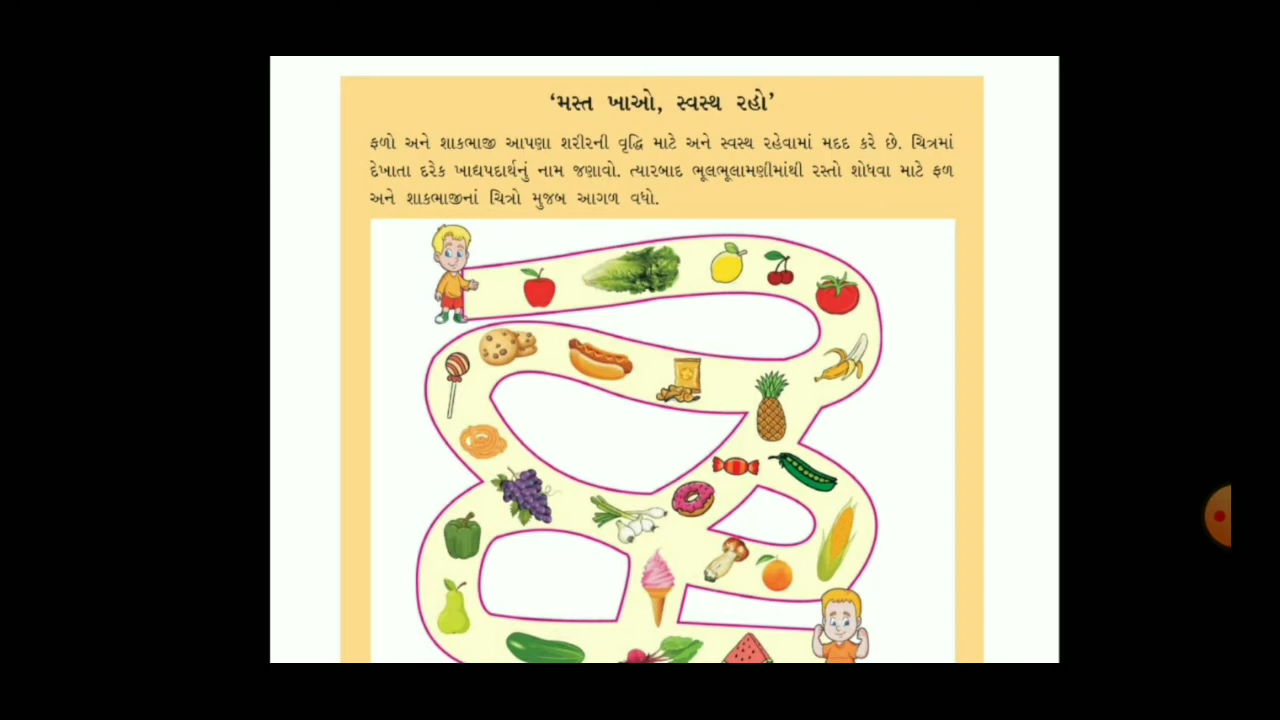 ‘મસ્ત ખાઓ, સ્વસ્થ રહો’
ફળો અને શાકભાજી આપણા શરીરની વૃદ્ધિ માટે અને સ્વસ્થ રહેવામાં મદદ કરે છે. ચિત્રમાં
દેખાતા દરેક ખાદ્યપદાર્થનું નામ જણાવો. ત્યારબાદ ભૂલભૂલામણીમાંથી રસ્તો શોધવા માટે ફળ
અને શાકભાજીનાં ચિત્રો મુજબ આગળ વધો.